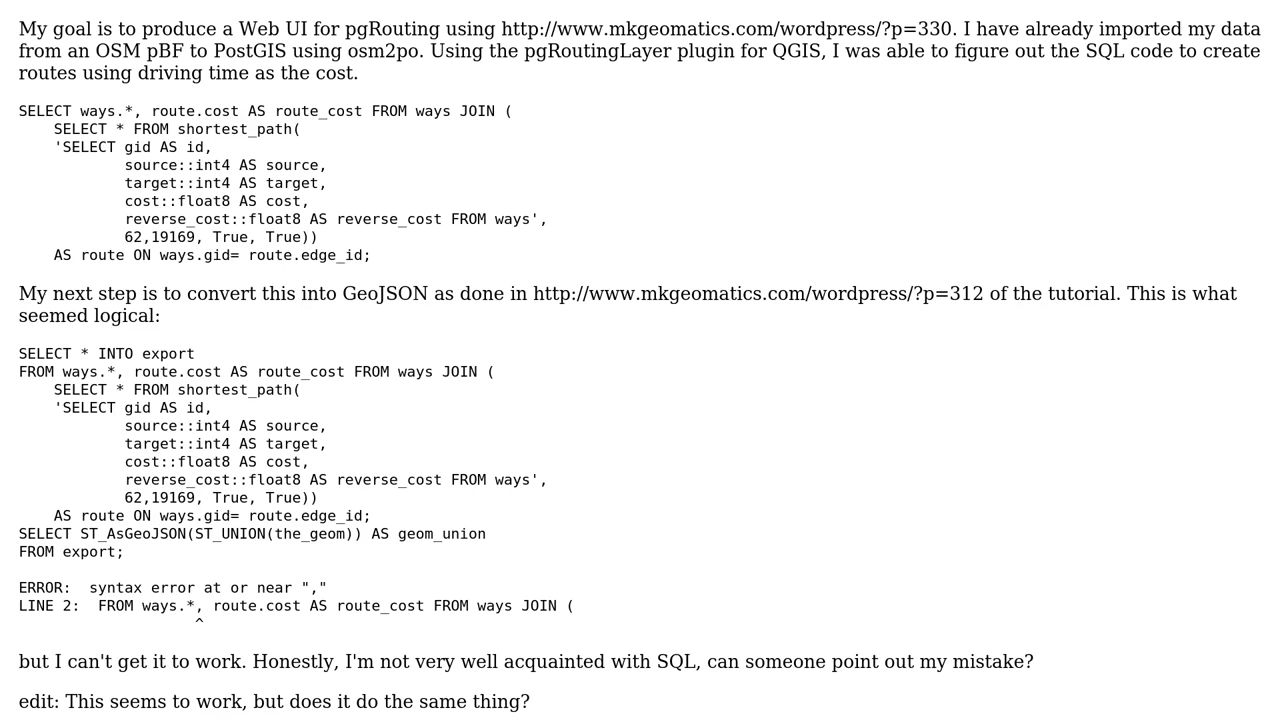 My goal is to produce a Web UI for pgRouting using http://www.mkgeomatics.com/wordpress/?p=330. I have already imported my data
from an OSM pBF to PostGIS using osm2po. Using the pgRoutingLayer plugin for QGIS, I was able to figure out the SQL code to create
routes using driving time as the cost.
SELECT ways.*, route.cost AS route_cost FROM ways JOIN (
    SELECT * FROM shortest_path(
    'SELECT gid AS id,
            source::int4 AS source,
            target::int4 AS target,
            cost::float8 AS cost,
            reverse_cost::float8 AS reverse_cost FROM ways',
            62,19169, True, True))
    AS route ON ways.gid= route.edge_id;
My next step is to convert this into GeoJSON as done in http://www.mkgeomatics.com/wordpress/?p=312 of the tutorial. This is what
seemed logical:
SELECT * INTO export
FROM ways.*, route.cost AS route_cost FROM ways JOIN (
    SELECT * FROM shortest_path(
    'SELECT gid AS id,
            source::int4 AS source,
            target::int4 AS target,
            cost::float8 AS cost,
            reverse_cost::float8 AS reverse_cost FROM ways',
            62,19169, True, True))
    AS route ON ways.gid= route.edge_id;
SELECT ST_AsGeoJSON(ST_UNION(the_geom)) AS geom_union
FROM export;
ERROR:  syntax error at or near ","
LINE 2:  FROM ways.*, route.cost AS route_cost FROM ways JOIN (
                    ^
but I can't get it to work. Honestly, I'm not very well acquainted with SQL, can someone point out my mistake?
edit: This seems to work, but does it do the same thing?